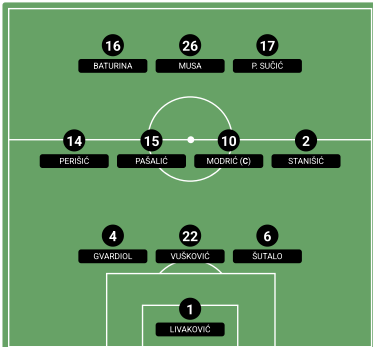 16 26 17
BATURINA MUSA P. SUČIĆ
14 15 10 2
PERIŠIĆ PAŠALIĆ MODRIĆ (C) STANIŠIĆ
4 22 6
GVARDIOL VUŠKOVIĆ ŠUTALO
1
LIVAKOVIĆ